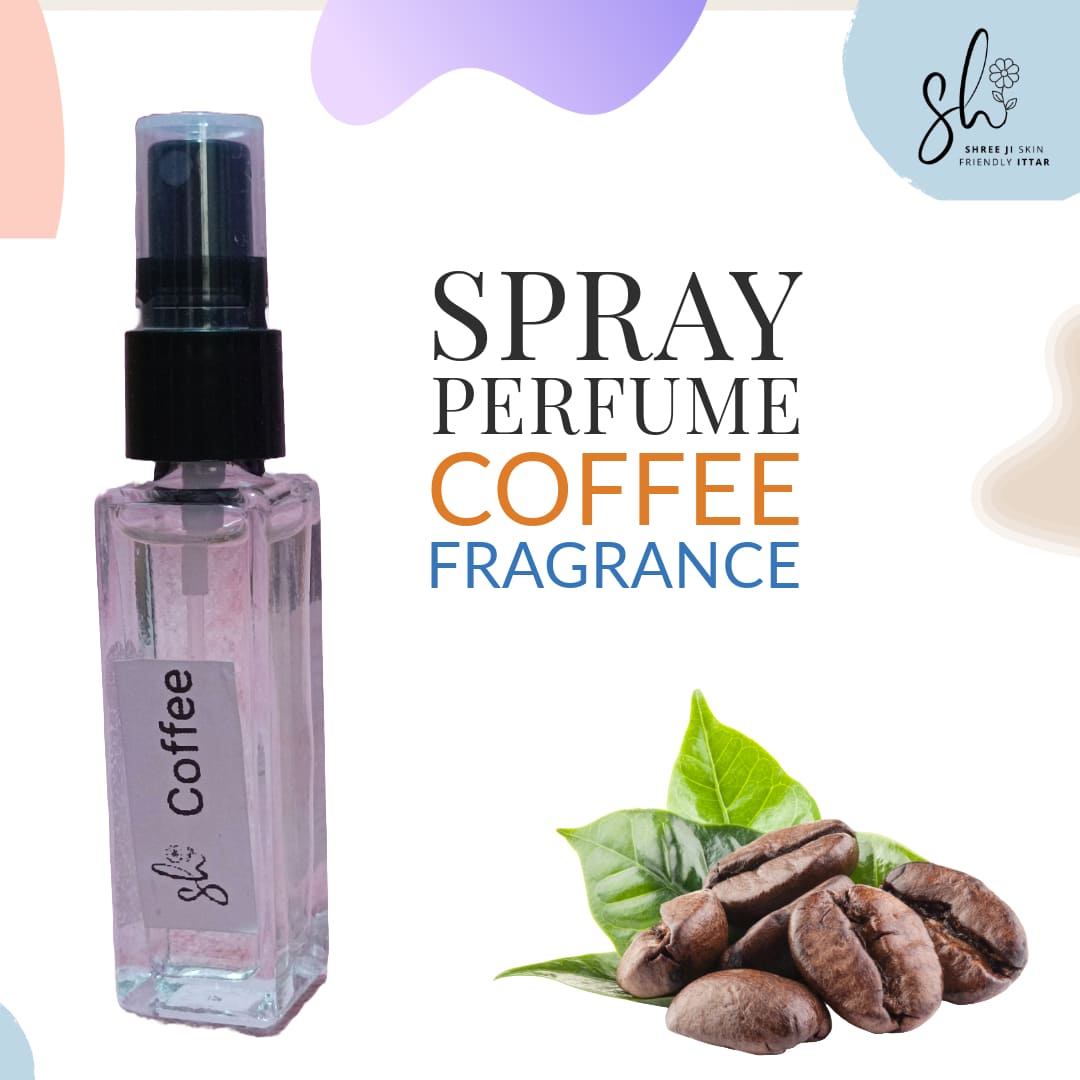 sh
SHREE JI SKIN
FRIENDLY ITTAR
SPRAY
PERFUME
COFFEE
FRAGRANCE
sh Coffee